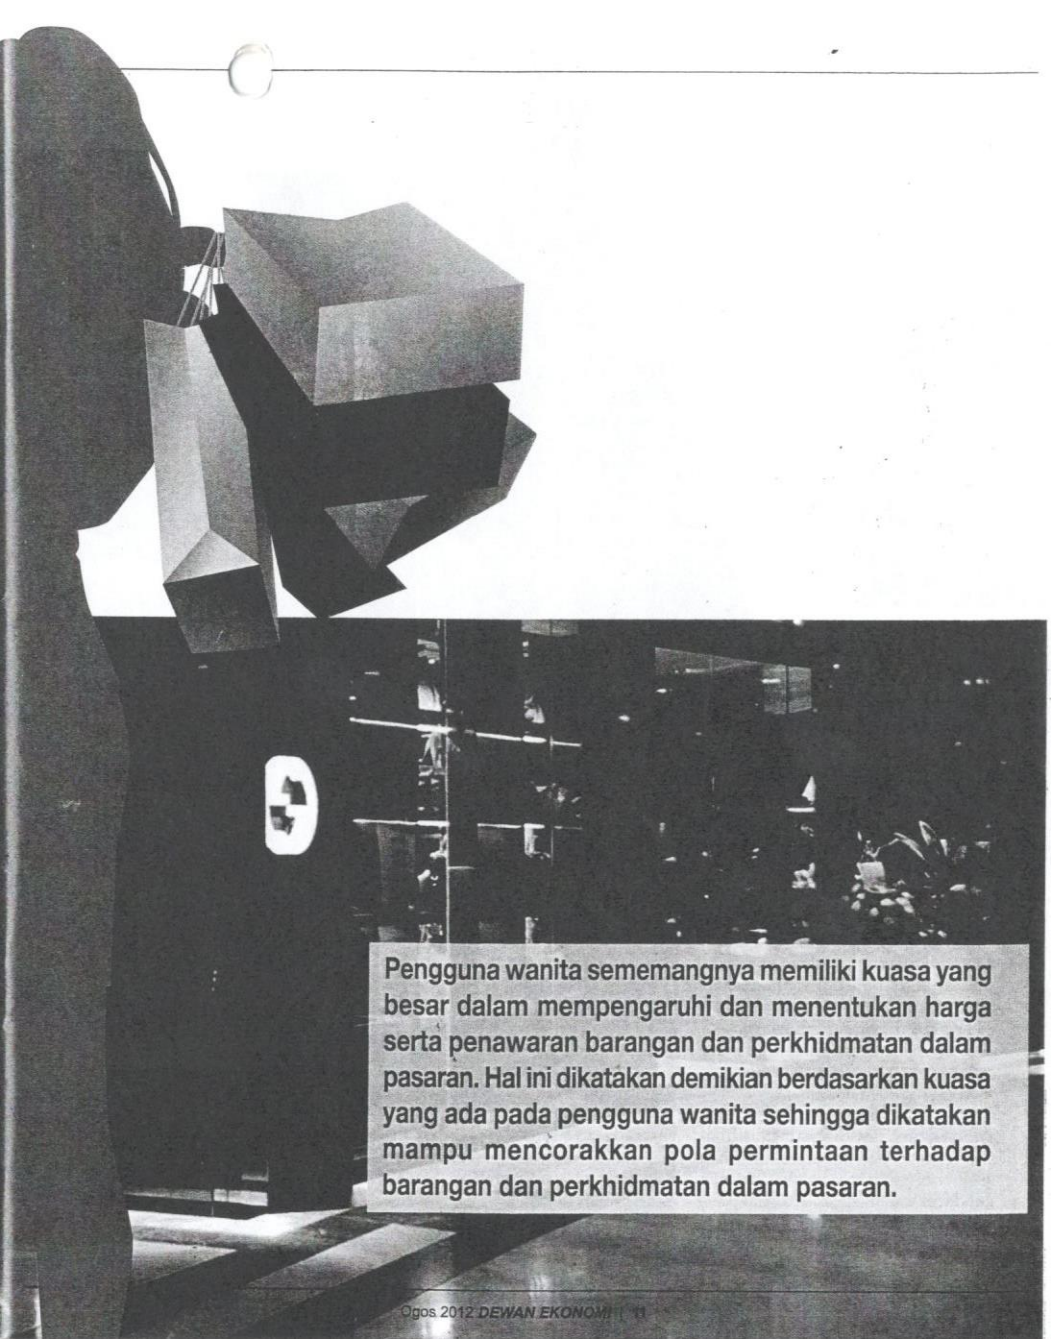 Pengguna wanita sememangnya memiliki kuasa yang
besar dalam mempengaruhi dan menentukan harga
serta penawaran barangan dan perkhidmatan dalam
pasaran. Hal ini dikatakan demikian berdasarkan kuasa
yang ada pada pengguna wanita sehingga dikatakan
mampu mencorakkan pola permintaan terhadap
barangan dan perkhidmatan dalam pasaran.
Ogos 2012 DEWAN EKONOMI | 11